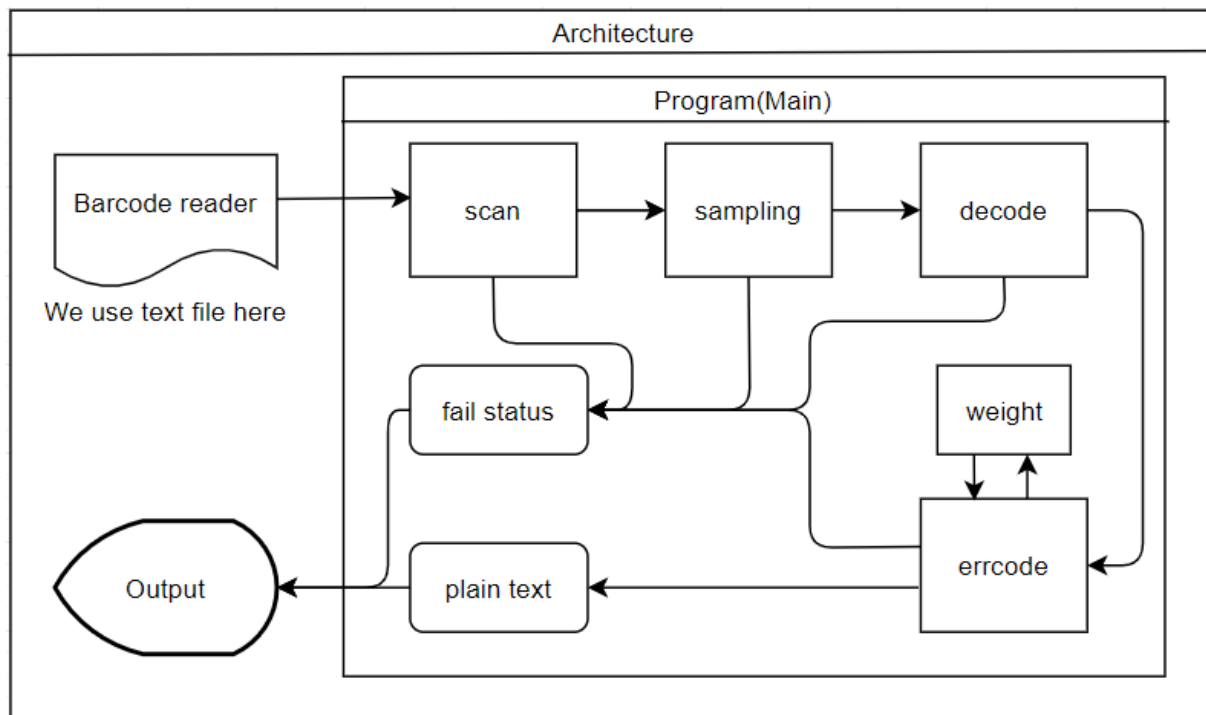 Architecture
Program(Main)
Barcode reader
scan
sampling
decode
We use text file here
fail status
weight
Output
plain text
errcode